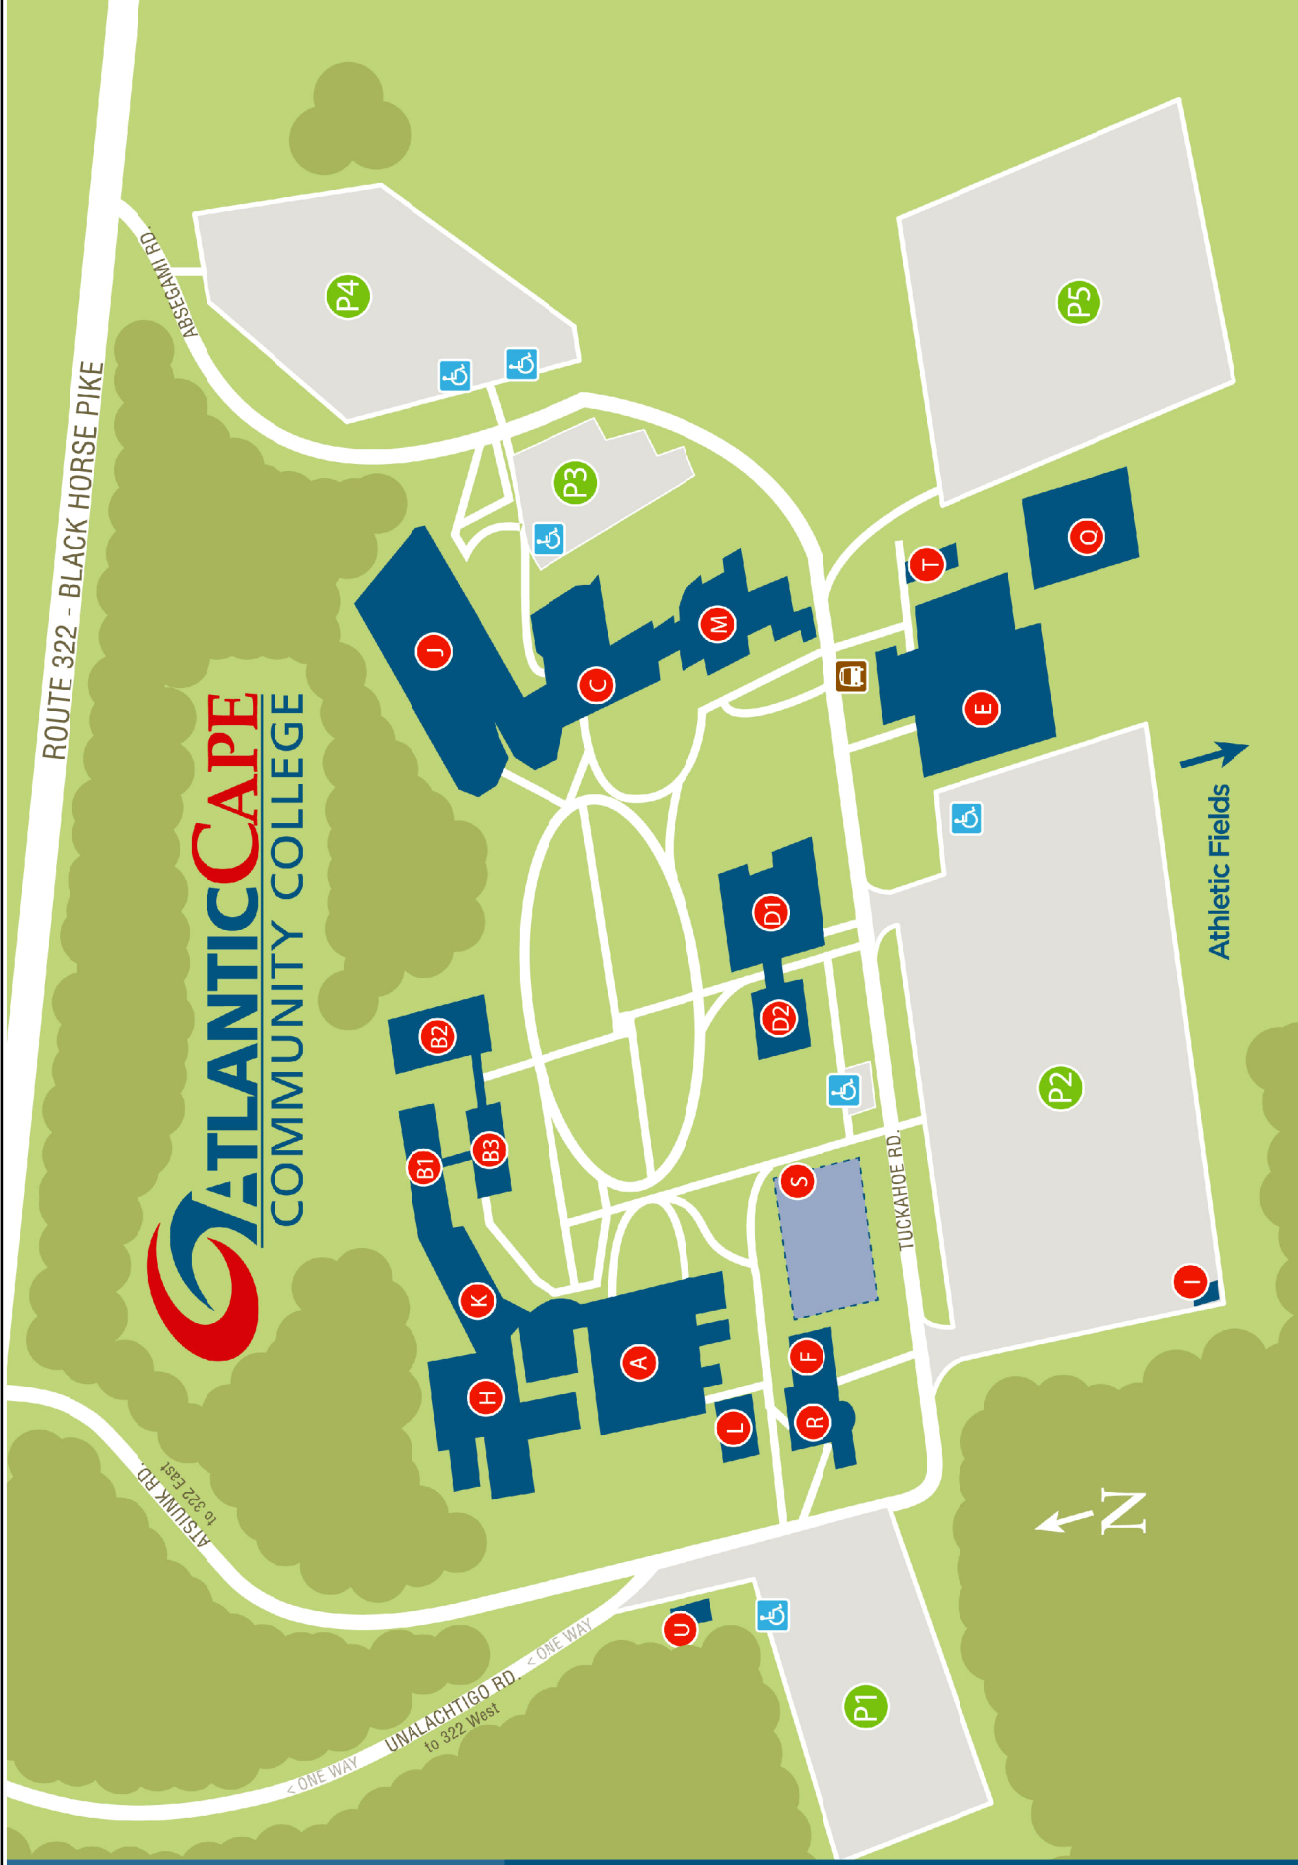 ROUTE 322 - BLACK HORSE PIKE
ATLANTICCAPE
COMMUNITY COLLEGE
ATSIUNK RD.
to 322 East
< ONE WAY
UNALACHTIGO RD.
to 322 West
< ONE WAY
ABSEGAMI RD.
TUCKAHOE RD.
Athletic Fields
N
P4
P3
P5
P2
P1
J
C
M
T
Q
E
D1
D2
B2
B1
B3
K
H
A
L
S
F
R
I
U